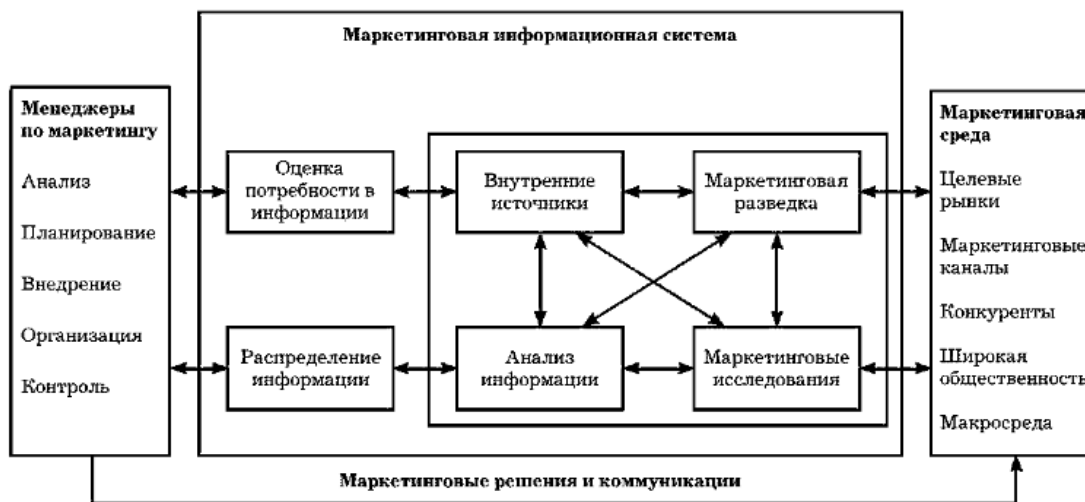 Маркетинговая информационная система
Менеджеры
по маркетингу
Анализ
Планирование
Внедрение
Организация
Контроль
Оценка
потребности в
информации
Распределение
информации
Внутренние
источники
Маркетинговая
разведка
Анализ
информации
Маркетинговые
исследования
Маркетинговая
среда
Целевые
рынки
Маркетинговые
каналы
Конкуренты
Широкая
общественность
Макросреда
Маркетинговые решения и коммуникации